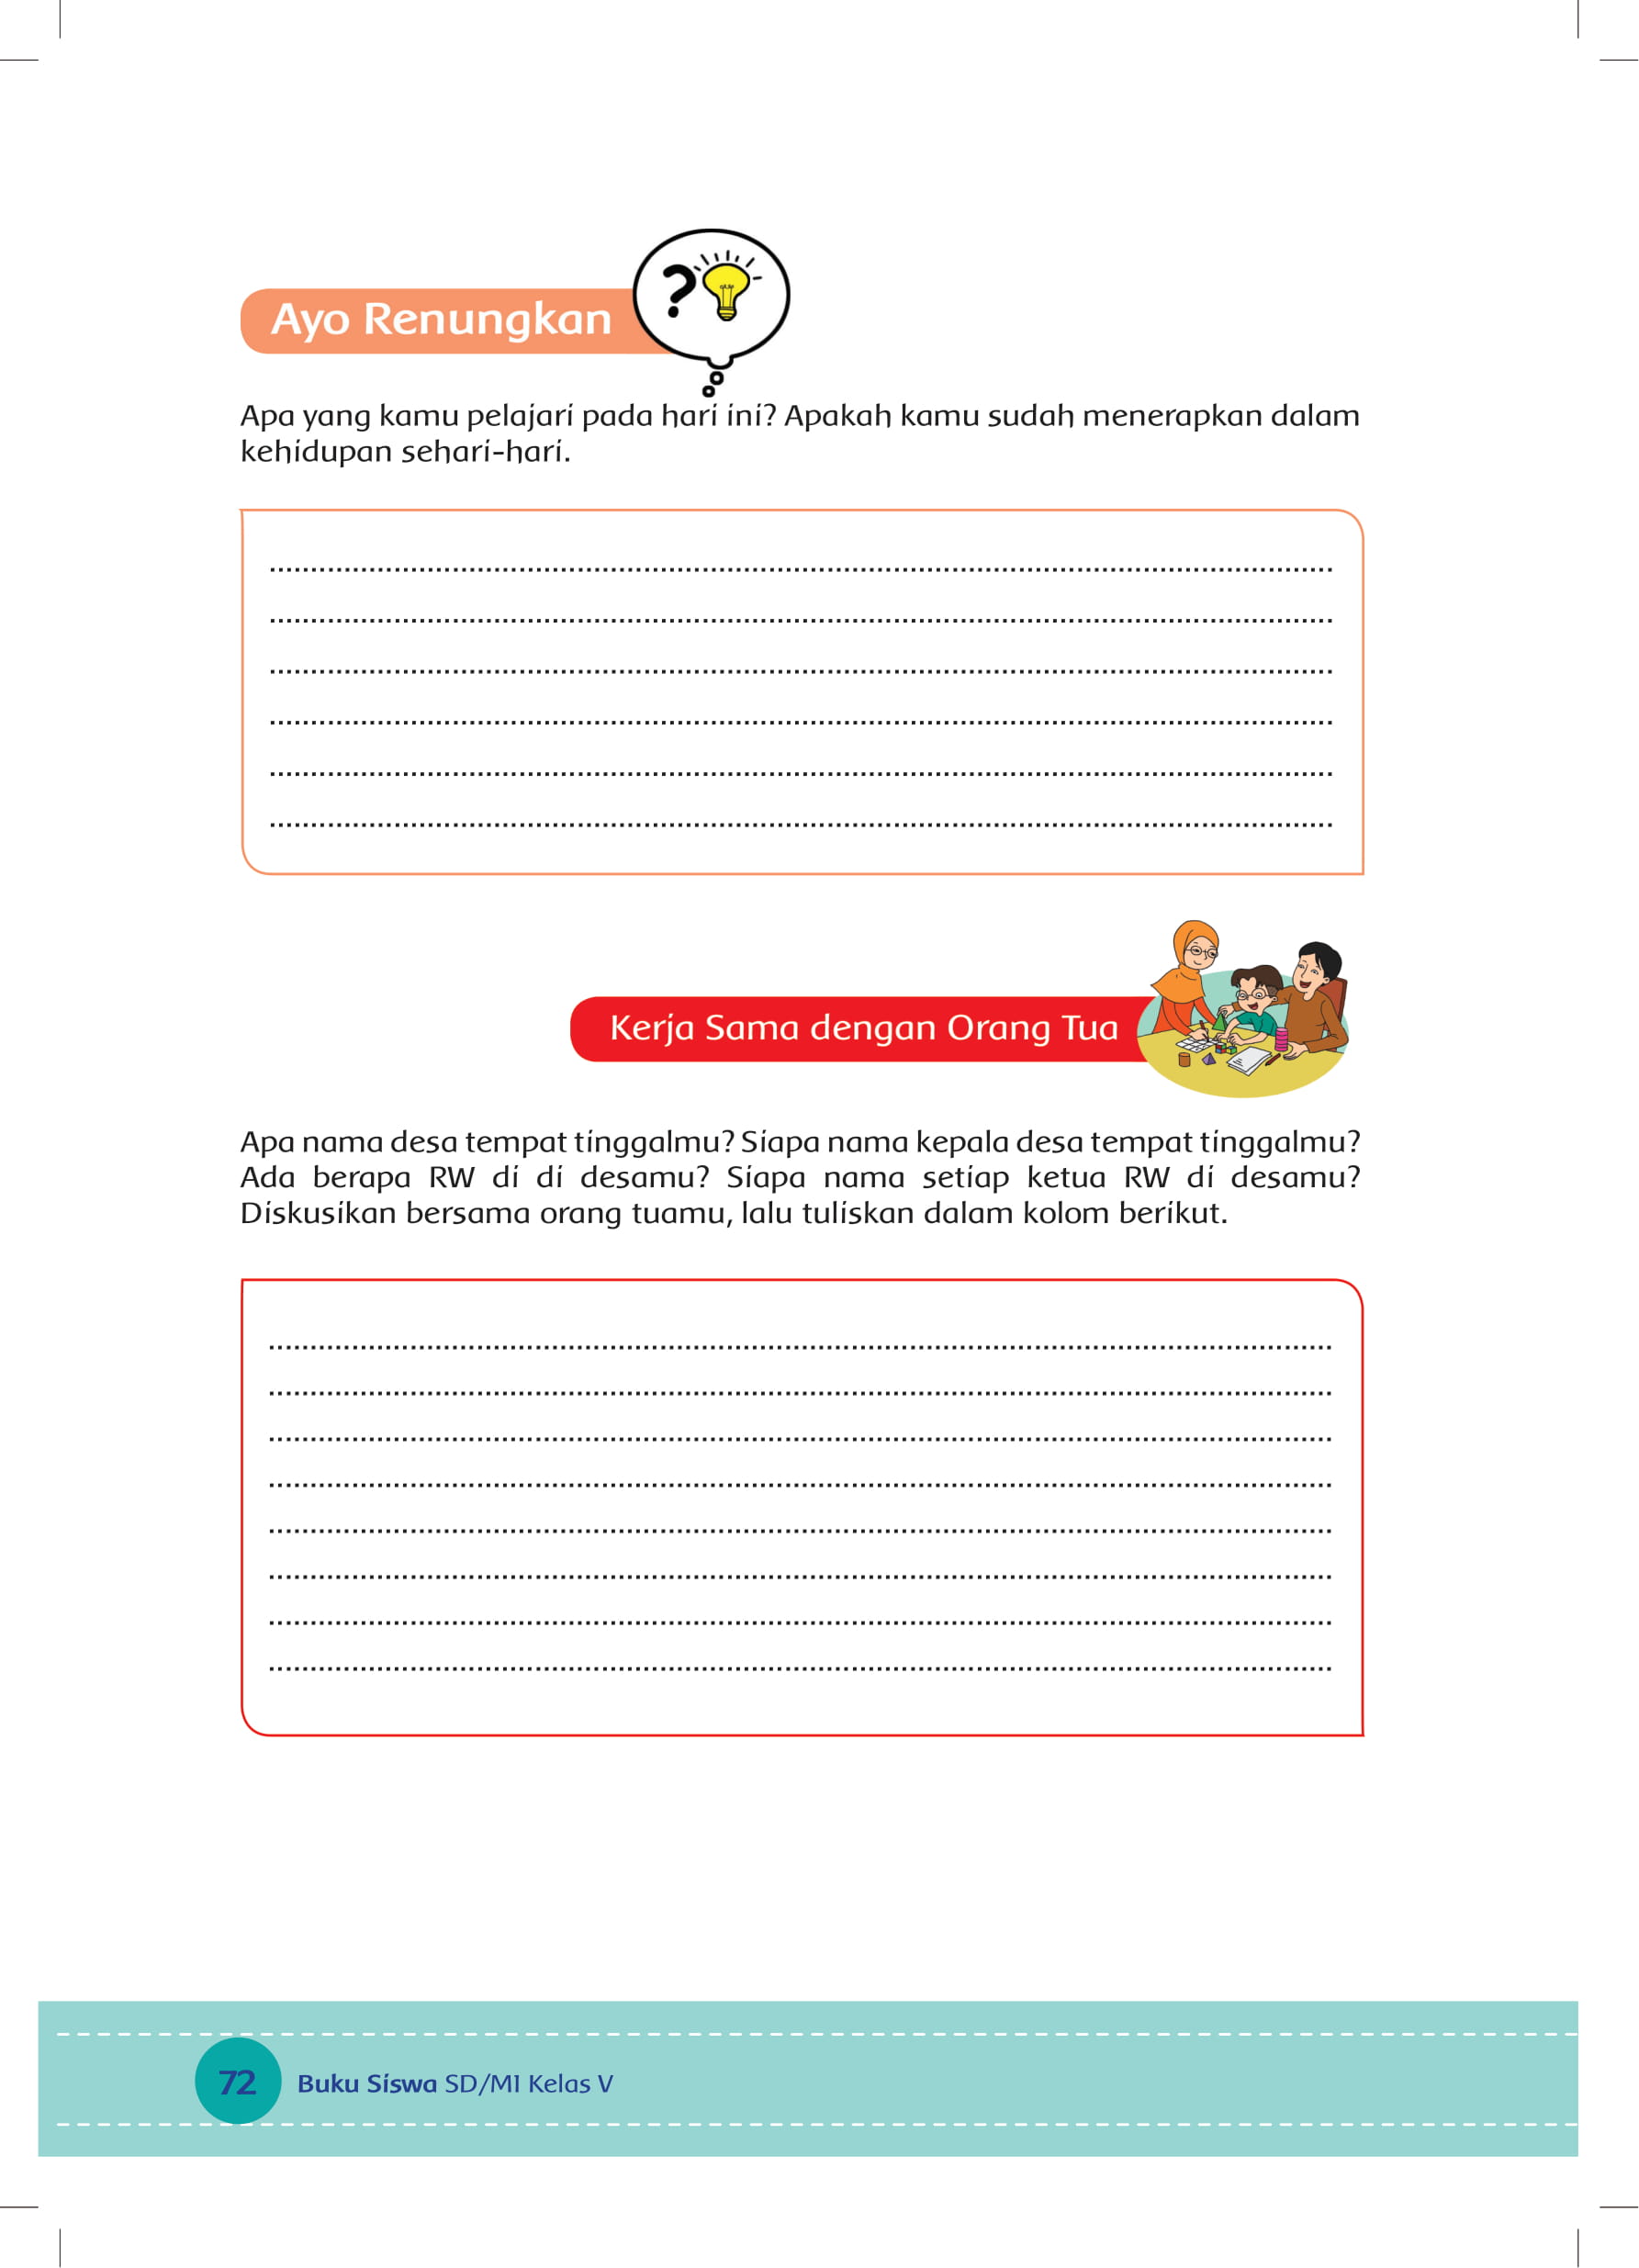 Ayo Renungkan
?
Apa yang kamu pelajari pada hari ini? Apakah kamu sudah menerapkan dalam
kehidupan sehari-hari.
Kerja Sama dengan Orang Tua
Apa nama desa tempat tinggalmu? Siapa nama kepala desa tempat tinggalmu?
Ada berapa RW di di desamu? Siapa nama setiap ketua RW di desamu?
Diskusikan bersama orang tuamu, lalu tuliskan dalam kolom berikut.
72 Buku Siswa SD/MI Kelas V